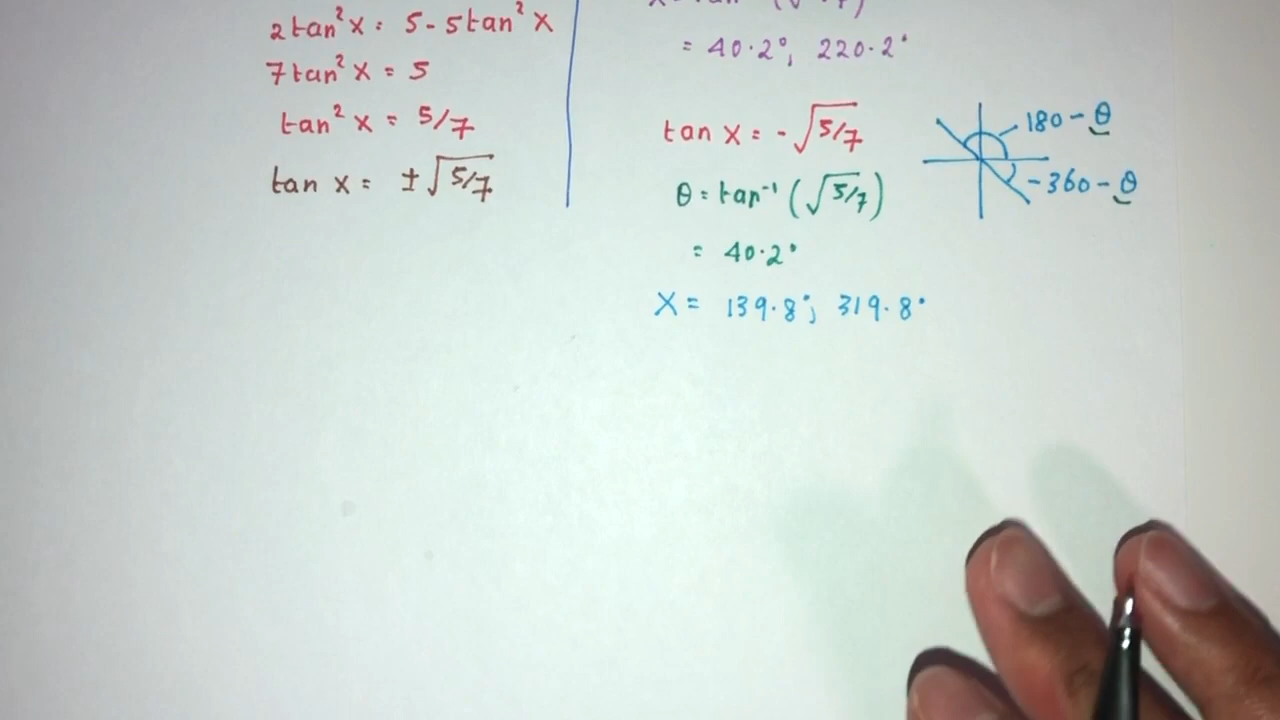 2tan²x = 5 - 5tan²x
7tan²x = 5
tan²x = 5/7
tan x = ±√5/7
= 40.2°, 220.2°
tan x = -√5/7
θ = tan⁻¹(√5/7)
= 40.2°
x = 139.8°, 319.8°
180-θ
360-θ